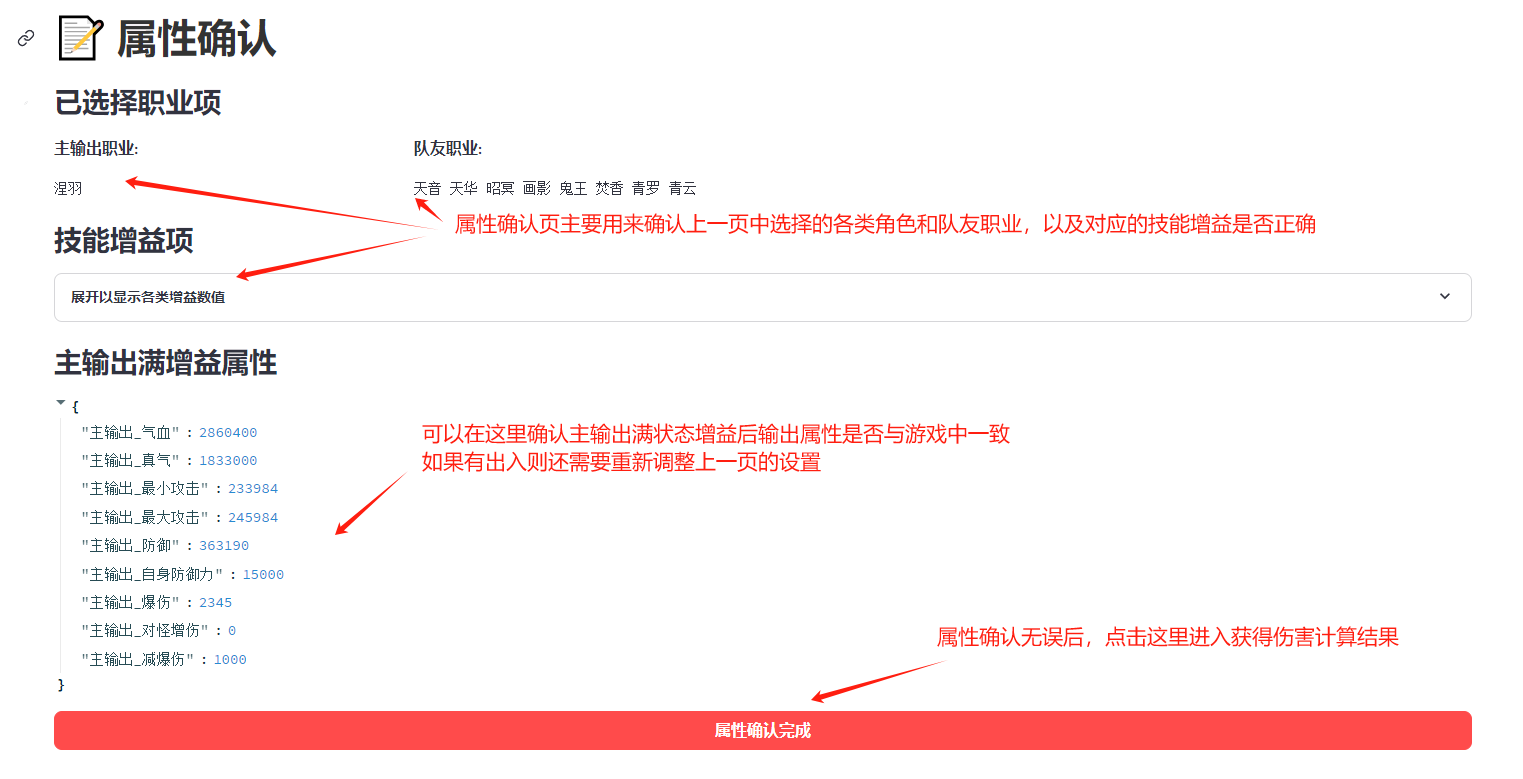 属性确认
已选择职业项
主输出职业:
队友职业:
涅羽
天音 天华 昭冥 画影 鬼王 焚香 青罗 青云
属性确认页主要用来确认上一页中选择的各类角色和队友职业，以及对应的技能增益是否正确
技能增益项
展开以显示各类增益数值
主输出满增益属性
{
"主输出_气血" : 2860400
"主输出_真气" : 1833000
"主输出_最小攻击" : 233984
"主输出_最大攻击" : 245984
"主输出_防御" : 363190
"主输出_自身防御力" : 15000
"主输出_爆伤" : 2345
"主输出_对怪增伤" : 0
"主输出_减爆伤" : 1000
}
可以在这里确认主输出满状态增益后输出属性是否与游戏中一致
如果有出入则还需要重新调整上一页的设置
属性确认无误后，点击这里进入获得伤害计算结果
属性确认完成